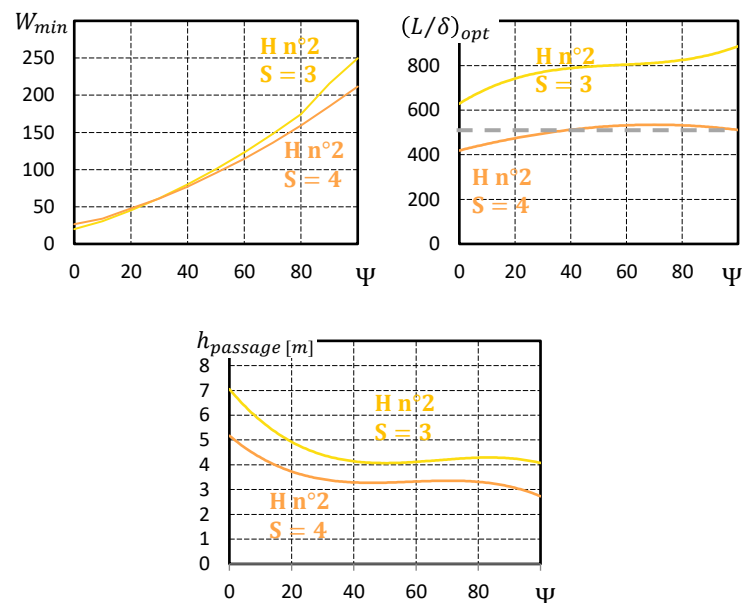 W_min
250
200
150
100
50
0
0 20 40 60 80 Ψ
H n°2
S = 3
H n°2
S = 4
(L/δ)_opt
800
600
400
200
0
0 20 40 60 80 Ψ
H n°2
S = 3
H n°2
S = 4
h_passage [m]
8
7
6
5
4
3
2
1
0
0 20 40 60 80 Ψ
H n°2
S = 3
H n°2
S = 4